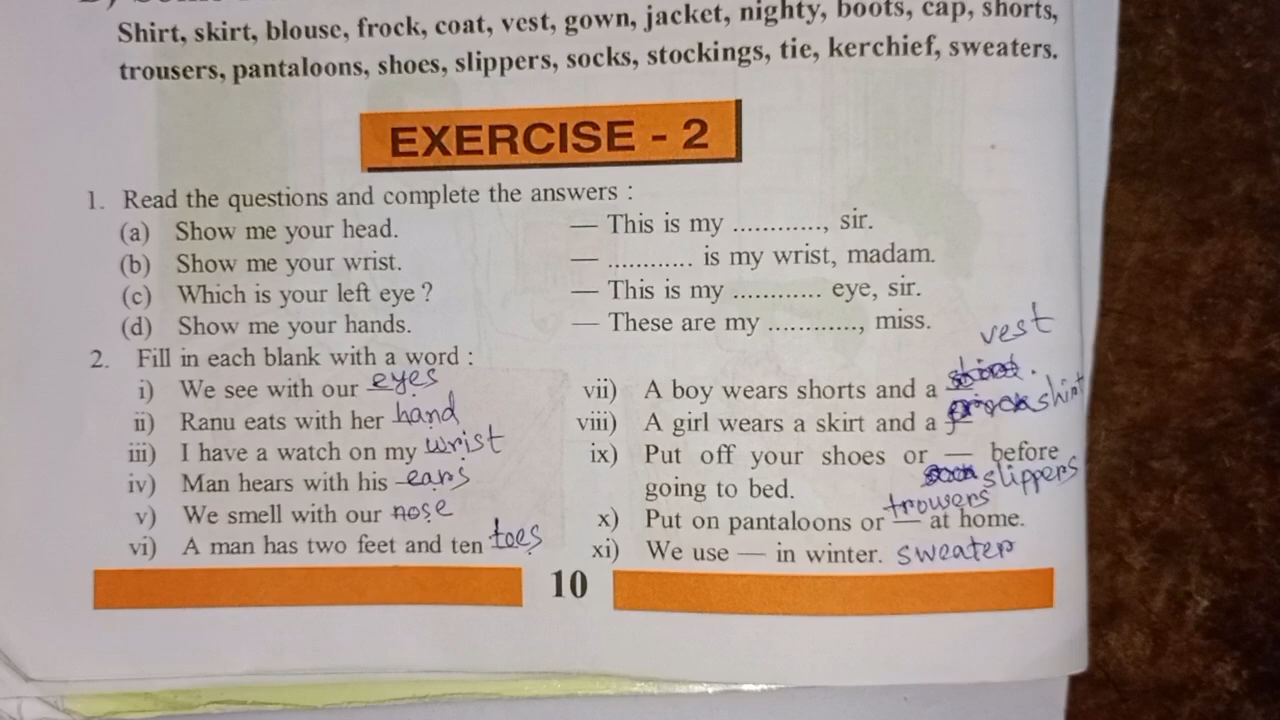 Shirt, skirt, blouse, frock, coat, vest, gown, jacket, nighty, boots, cap, shorts,
trousers, pantaloons, shoes, slippers, socks, stockings, tie, kerchief, sweaters.
EXERCISE - 2
1. Read the questions and complete the answers :
(a) Show me your head. — This is my ............, sir.
(b) Show me your wrist. — ............ is my wrist, madam.
(c) Which is your left eye ? — This is my ............ eye, sir.
(d) Show me your hands. — These are my ............, miss.
2. Fill in each blank with a word :
i) We see with our eyes
ii) Ranu eats with her hand
iii) I have a watch on my wrist
iv) Man hears with his ears
v) We smell with our nose
vi) A man has two feet and ten toes
vest
vii) A boy wears shorts and a
viii) A girl wears a skirt and a shirt
ix) Put off your shoes or — before
going to bed. slippers
trousers
x) Put on pantaloons or — at home.
xi) We use — in winter. sweater
10